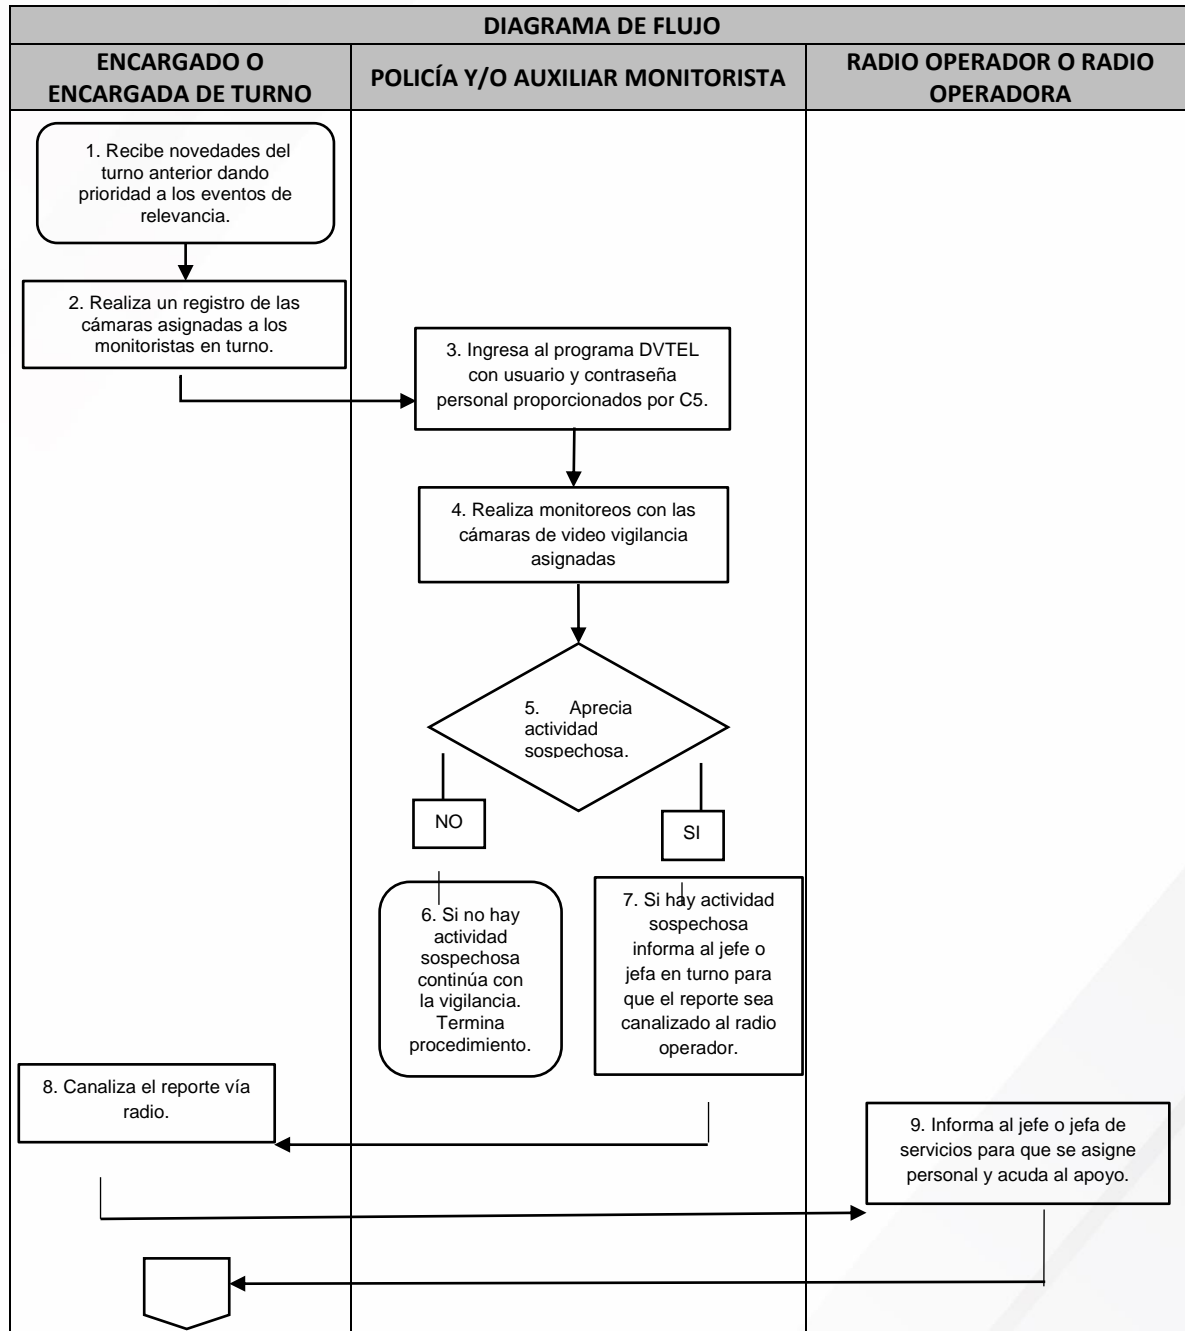 DIAGRAMA DE FLUJO
ENCARGADO O
ENCARGADA DE TURNO
POLICÍA Y/O AUXILIAR MONITORISTA
RADIO OPERADOR O RADIO
OPERADORA
1. Recibe novedades del
turno anterior dando
prioridad a los eventos de
relevancia.
2. Realiza un registro de las
cámaras asignadas a los
monitoristas en turno.
3. Ingresa al programa DVTEL
con usuario y contraseña
personal proporcionados por C5.
4. Realiza monitoreos con las
cámaras de video vigilancia
asignadas
5. Aprecia
actividad
sospechosa.
NO
SI
6. Si no hay
actividad
sospechosa
continúa con
la vigilancia.
Termina
procedimiento.
7. Si hay actividad
sospechosa
informa al jefe o
jefa en turno para
que el reporte sea
canalizado al radio
operador.
8. Canaliza el reporte vía
radio.
9. Informa al jefe o jefa de
servicios para que se asigne
personal y acuda al apoyo.